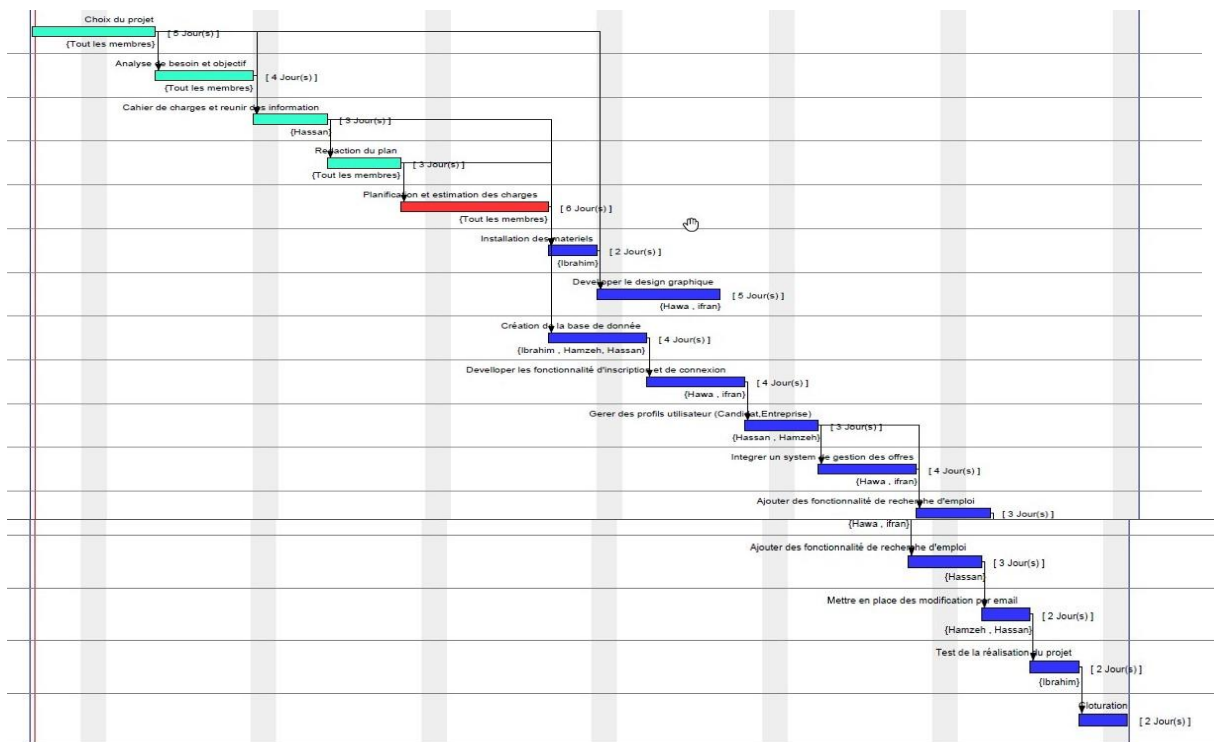 Choix du projet
[ 5 Jour(s) ]
{Tout les membres}
Analyse de besoin et objectif
[ 4 Jour(s) ]
{Tout les membres}
Cahier de charges et reunir des information
[ 3 Jour(s) ]
{Hassan}
Redaction du plan
[ 3 Jour(s) ]
{Tout les membres}
Planification et estimation des charges
[ 6 Jour(s) ]
{Tout les membres}
Installation des materiels
[ 2 Jour(s) ]
{Ibrahim}
Develloper le design graphique
[ 5 Jour(s) ]
{Hawa , ifran}
Création de la base de donnée
[ 4 Jour(s) ]
{Ibrahim , Hamzeh, Hassan}
Develloper les fonctionnalité d'inscription et de connexion
[ 4 Jour(s) ]
{Hawa , ifran}
Gerer des profils utilisateur (Candidat,Entreprise)
[ 3 Jour(s) ]
{Hassan , Hamzeh}
Integrer un system de gestion des offres
[ 4 Jour(s) ]
{Hawa , ifran}
Ajouter des fonctionnalité de recherche d'emploi
[ 3 Jour(s) ]
{Hawa , ifran}
Ajouter des fonctionnalité de recherche d'emploi
[ 3 Jour(s) ]
{Hassan}
Mettre en place des modification par email
[ 2 Jour(s) ]
{Hamzeh , Hassan}
Test de la réalisation du projet
[ 2 Jour(s) ]
{Ibrahim}
Cloturation
[ 2 Jour(s) ]